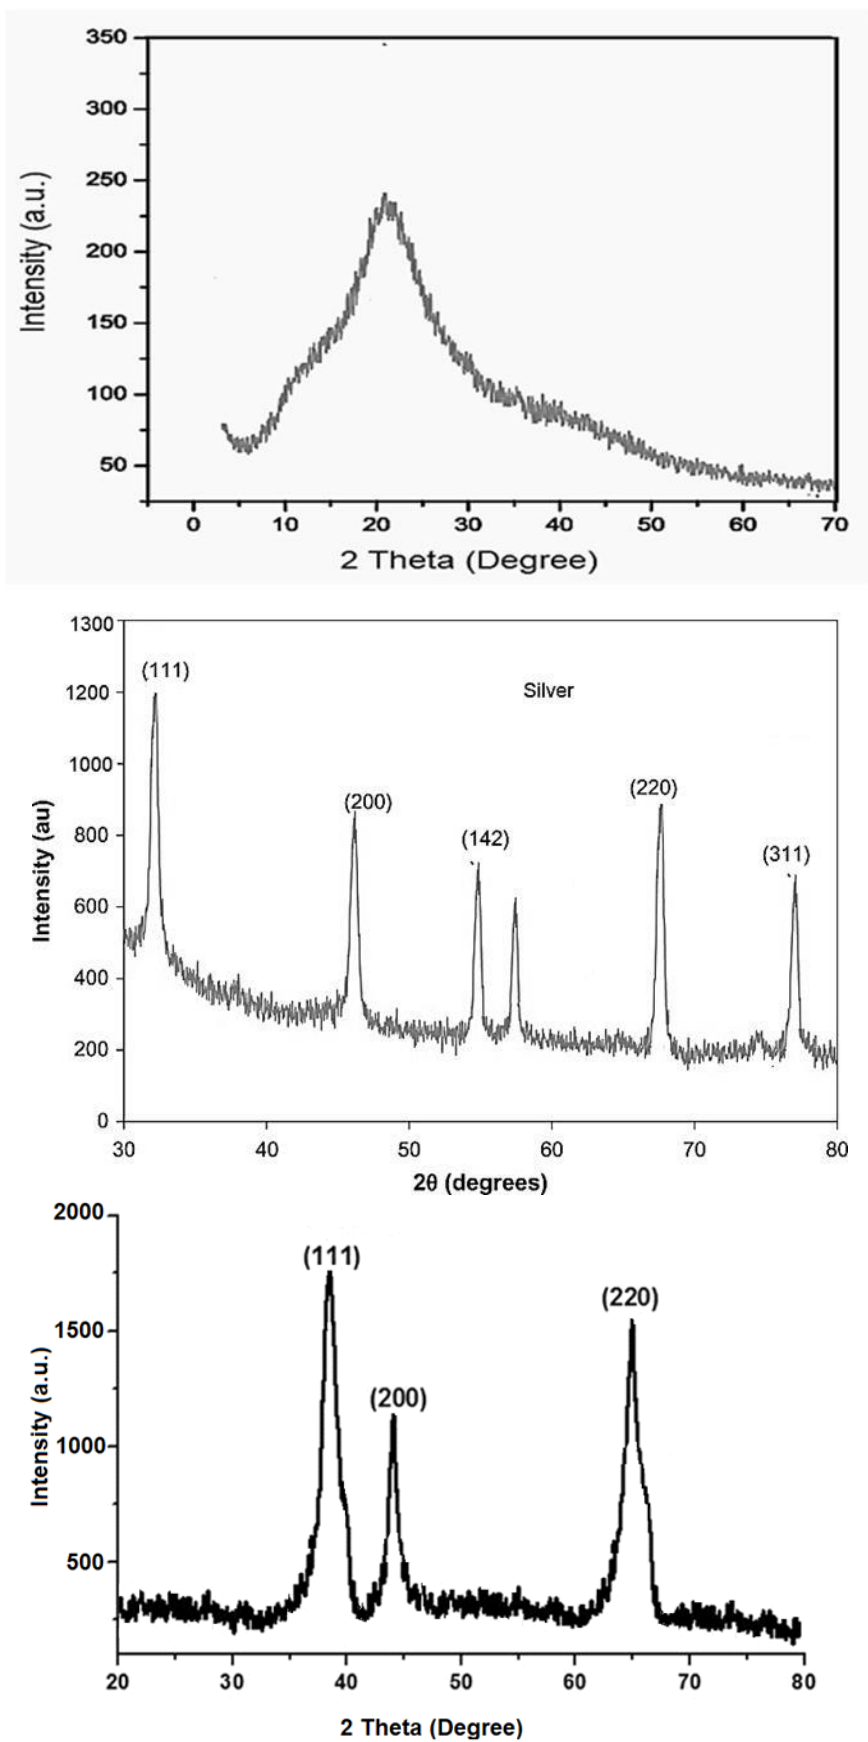 350
300
250
200
150
100
50
Intensity (a.u.)
0 10 20 30 40 50 60 70
2 Theta (Degree)
1300
1200
1000
800
600
400
200
0
Intensity (au)
(111)
Silver
(200)
(142)
(220)
(311)
30 40 50 60 70 80
2θ (degrees)
2000
1500
1000
500
Intensity (a.u.)
(111)
(200)
(220)
20 30 40 50 60 70 80
2 Theta (Degree)